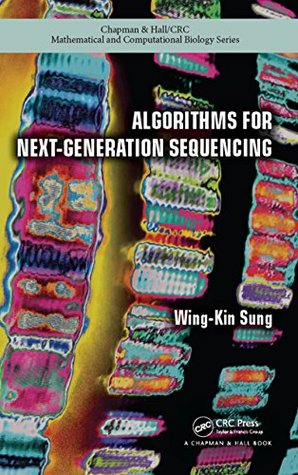 Chapman & Hall/CRC
Mathematical and Computational Biology Series
ALGORITHMS FOR
NEXT-GENERATION SEQUENCING
Wing-Kin Sung
CRC CRC Press
Taylor & Francis Group
A CHAPMAN & HALL BOOK